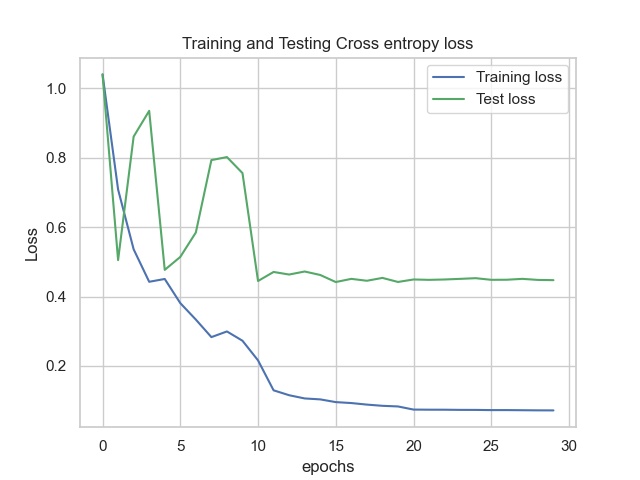 Training and Testing Cross entropy loss
Training loss
Test loss
1.0
0.8
0.6
0.4
0.2
Loss
0 5 10 15 20 25 30
epochs